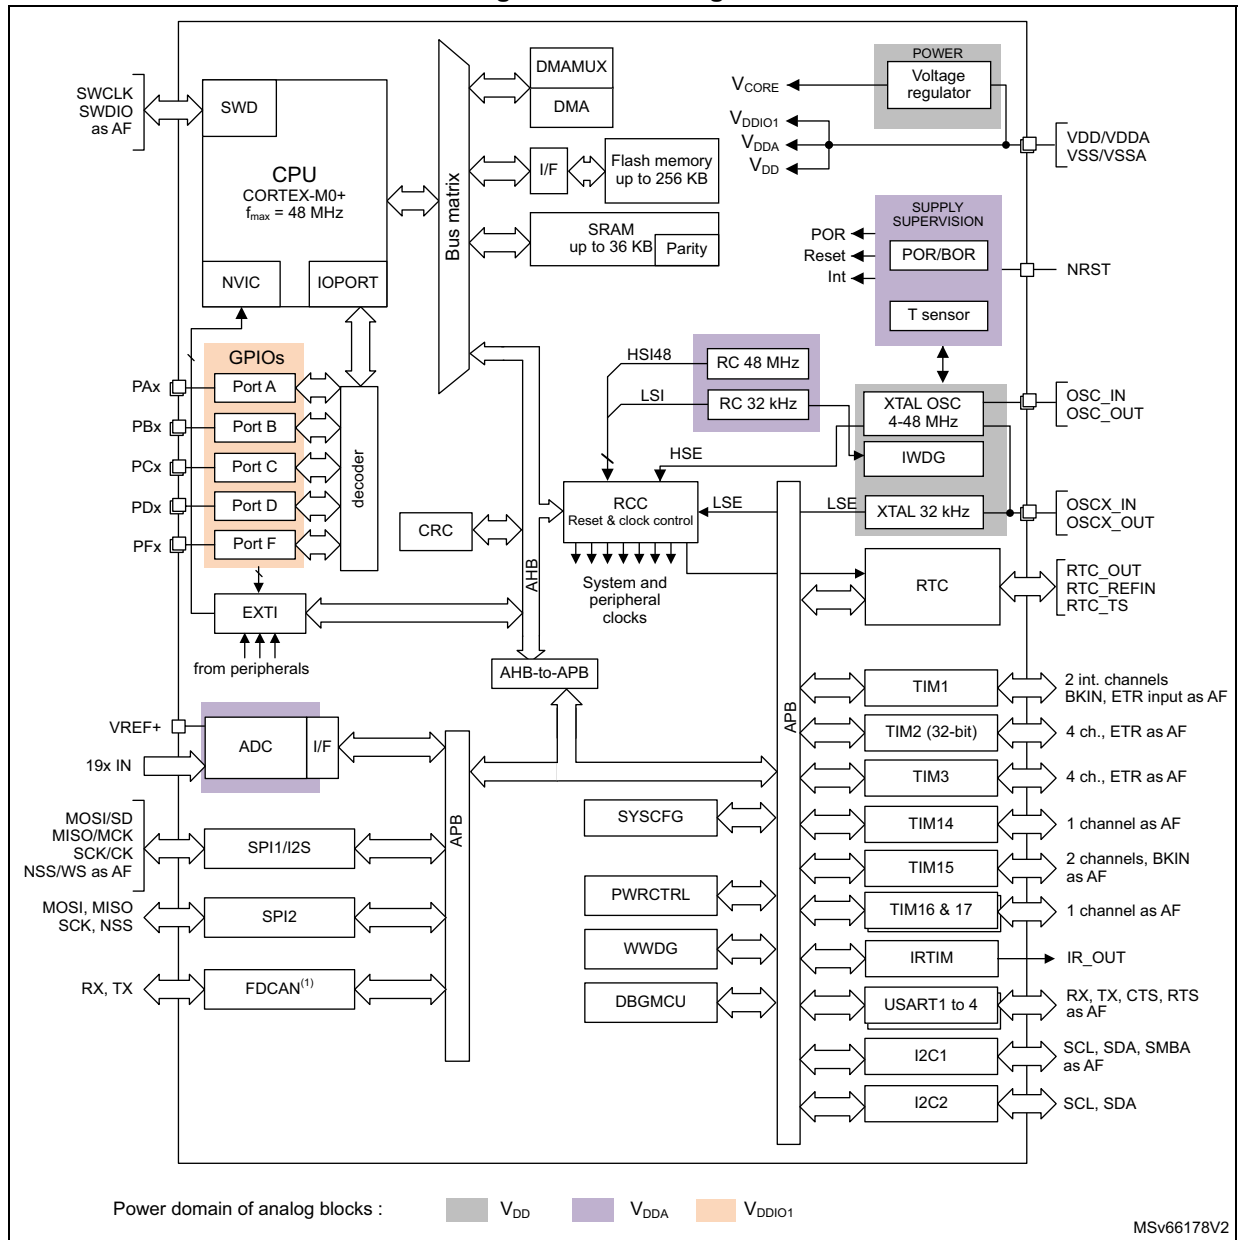 SWCLK
SWDIO
as AF
SWD
CPU
CORTEX-M0+
fmax = 48 MHz
NVIC
IOPORT
Bus matrix
DMAMUX
DMA
I/F
Flash memory
up to 256 KB
SRAM
up to 36 KB
Parity
POWER
Voltage
regulator
VCORE
VDDIO1
VDDA
VDD
VDD/VDDA
VSS/VSSA
SUPPLY
SUPERVISION
POR
Reset
Int
POR/BOR
NRST
T sensor
GPIOs
PAx
Port A
PBx
Port B
PCx
Port C
PDx
Port D
PFx
Port F
decoder
HSI48
RC 48 MHz
LSI
RC 32 kHz
XTAL OSC
4-48 MHz
OSC_IN
OSC_OUT
HSE
IWDG
RCC
Reset & clock control
LSE
LSE
XTAL 32 kHz
OSCX_IN
OSCX_OUT
CRC
AHB
System and
peripheral
clocks
RTC
RTC_OUT
RTC_REFIN
RTC_TS
EXTI
from peripherals
AHB-to-APB
VREF+
ADC
I/F
19x IN
APB
APB
TIM1
2 int. channels
BKIN, ETR input as AF
TIM2 (32-bit)
4 ch., ETR as AF
TIM3
4 ch., ETR as AF
MOSI/SD
MISO/MCK
SCK/CK
NSS/WS as AF
SPI1/I2S
SYSCFG
TIM14
1 channel as AF
TIM15
2 channels, BKIN
as AF
MOSI, MISO
SCK, NSS
SPI2
PWRCTRL
TIM16 & 17
1 channel as AF
WWDG
IRTIM
IR_OUT
RX, TX
FDCAN(1)
DBGMCU
USART1 to 4
RX, TX, CTS, RTS
as AF
I2C1
SCL, SDA, SMBA
as AF
I2C2
SCL, SDA
Power domain of analog blocks :
VDD
VDDA
VDDIO1
MSv66178V2